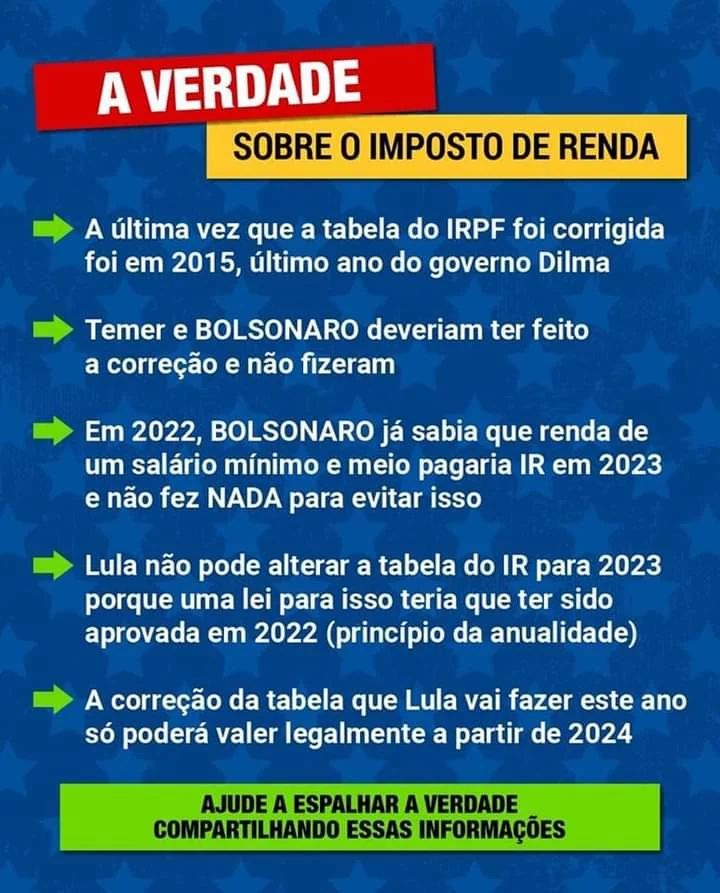 A VERDADE
SOBRE O IMPOSTO DE RENDA
A última vez que a tabela do IRPF foi corrigida
foi em 2015, último ano do governo Dilma
Temer e BOLSONARO deveriam ter feito
a correção e não fizeram
Em 2022, BOLSONARO já sabia que renda de
um salário mínimo e meio pagaria IR em 2023
e não fez NADA para evitar isso
Lula não pode alterar a tabela do IR para 2023
porque uma lei para isso teria que ter sido
aprovada em 2022 (princípio da anualidade)
A correção da tabela que Lula vai fazer este ano
só poderá valer legalmente a partir de 2024
AJUDE A ESPALHAR A VERDADE
COMPARTILHANDO ESSAS INFORMAÇÕES